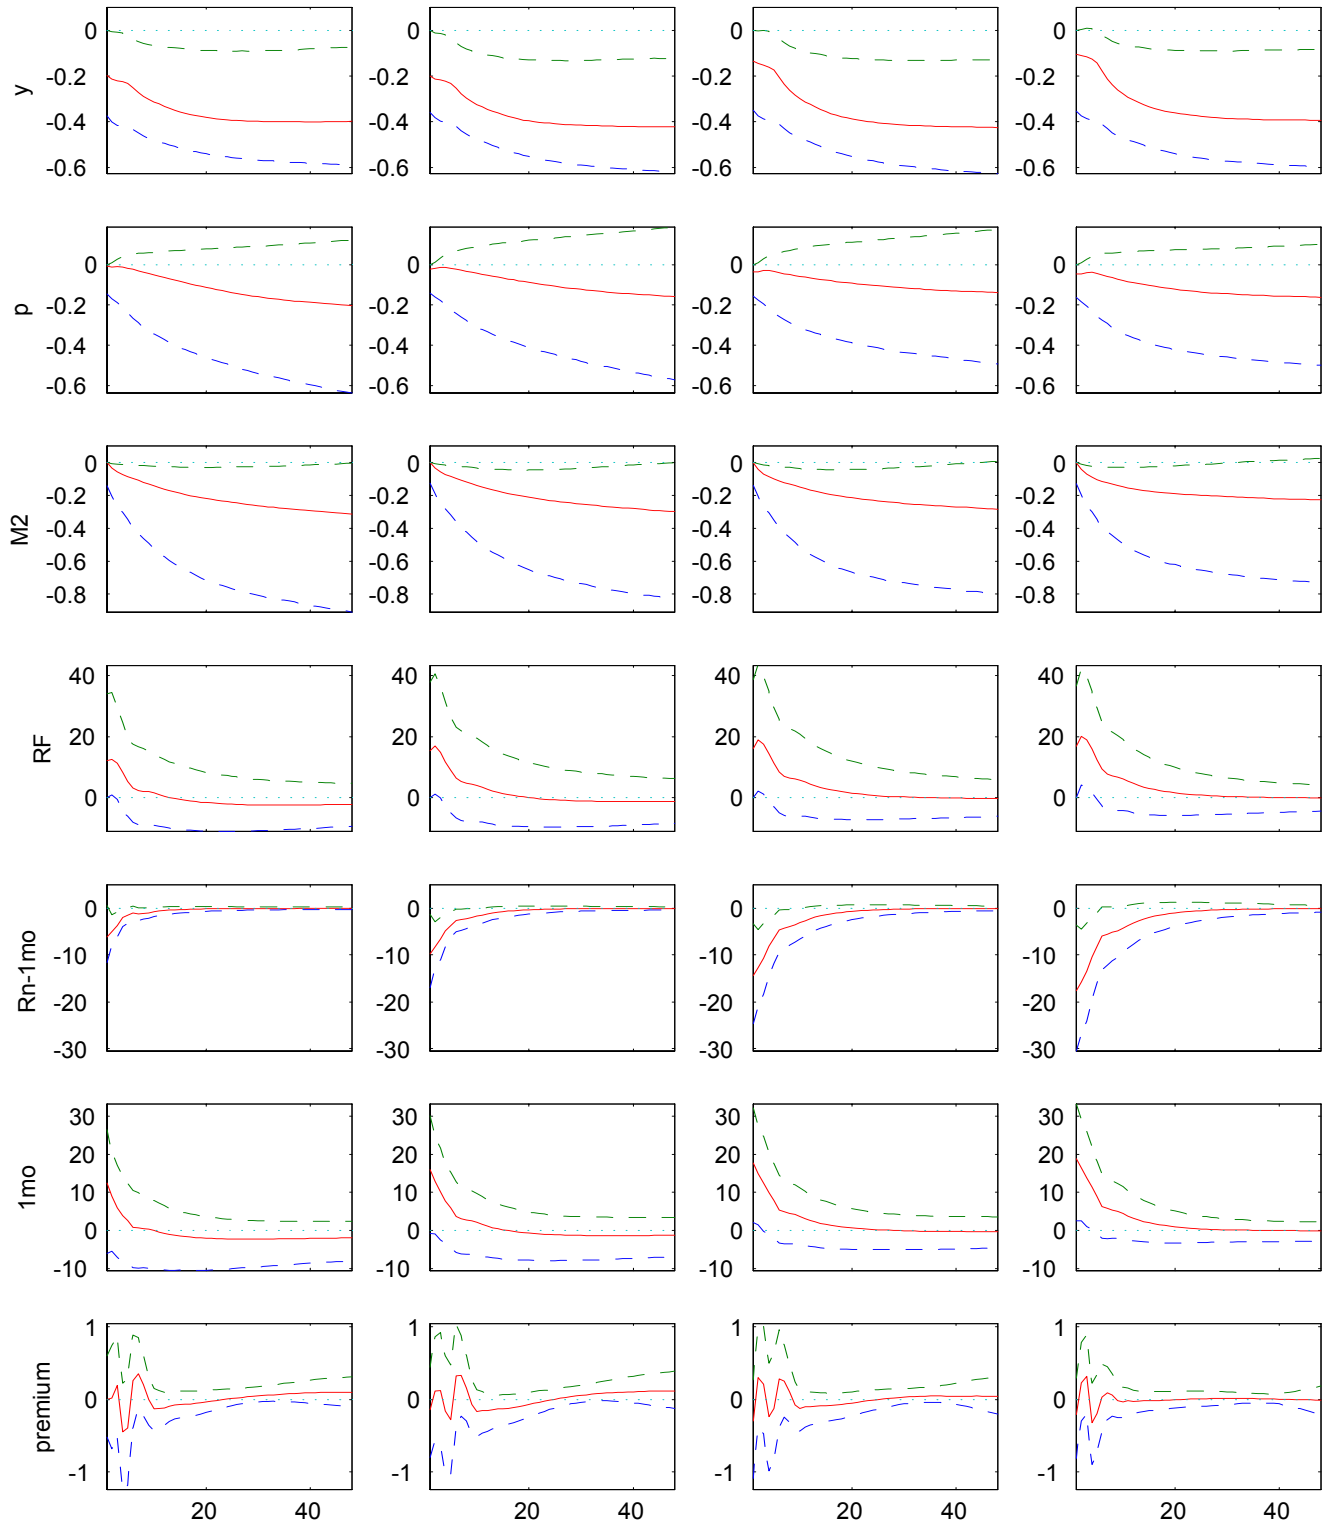 0 0 0 0
-0.2 -0.2 -0.2 -0.2
y
-0.4 -0.4 -0.4 -0.4
-0.6 -0.6 -0.6 -0.6
0 0 0 0
-0.2 -0.2 -0.2 -0.2
p
-0.4 -0.4 -0.4 -0.4
-0.6 -0.6 -0.6 -0.6
0 0 0 0
-0.2 -0.2 -0.2 -0.2
-0.4 -0.4 -0.4 -0.4
M2
-0.6 -0.6 -0.6 -0.6
-0.8 -0.8 -0.8 -0.8
40 40 40 40
20 20 20 20
RF
0 0 0 0
0 0 0 0
-10 -10 -10 -10
Rn-1mo
-20 -20 -20 -20
-30 -30 -30 -30
30 30 30 30
20 20 20 20
1mo
10 10 10 10
0 0 0 0
-10 -10 -10 -10
1 1 1 1
0 0 0 0
premium
-1 -1 -1 -1
20 40 20 40 20 40 20 40